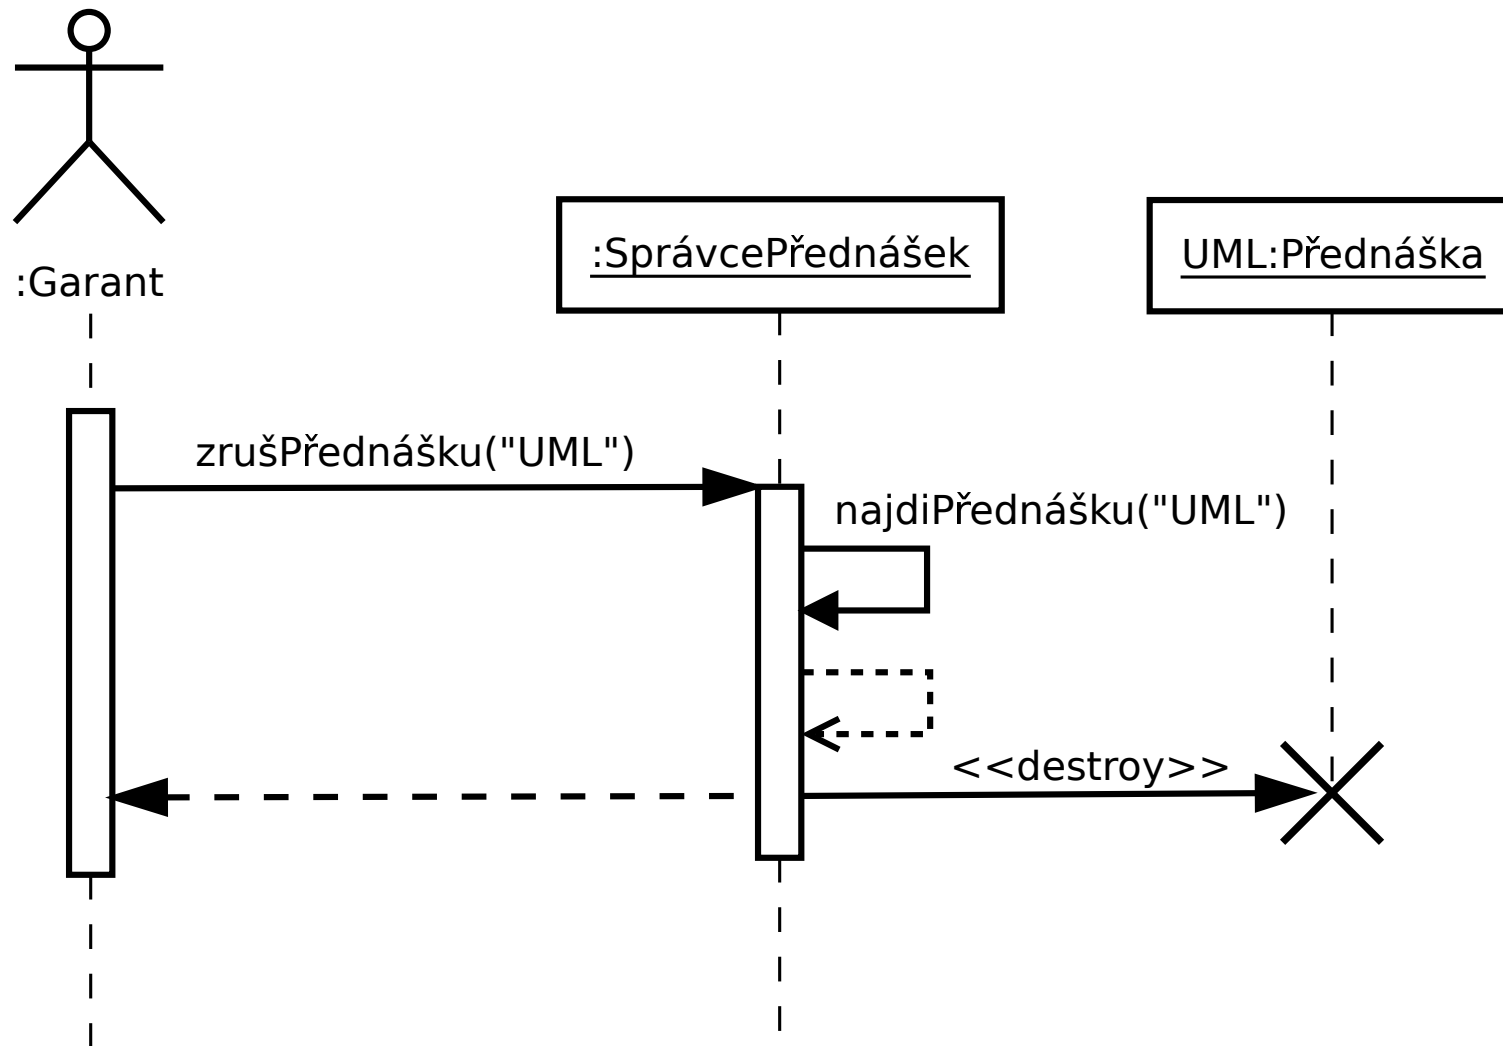 :Garant
:SprávcePřednášek
UML:Přednáška
zrušPřednášku("UML")
najdiPřednášku("UML")
<<destroy>>